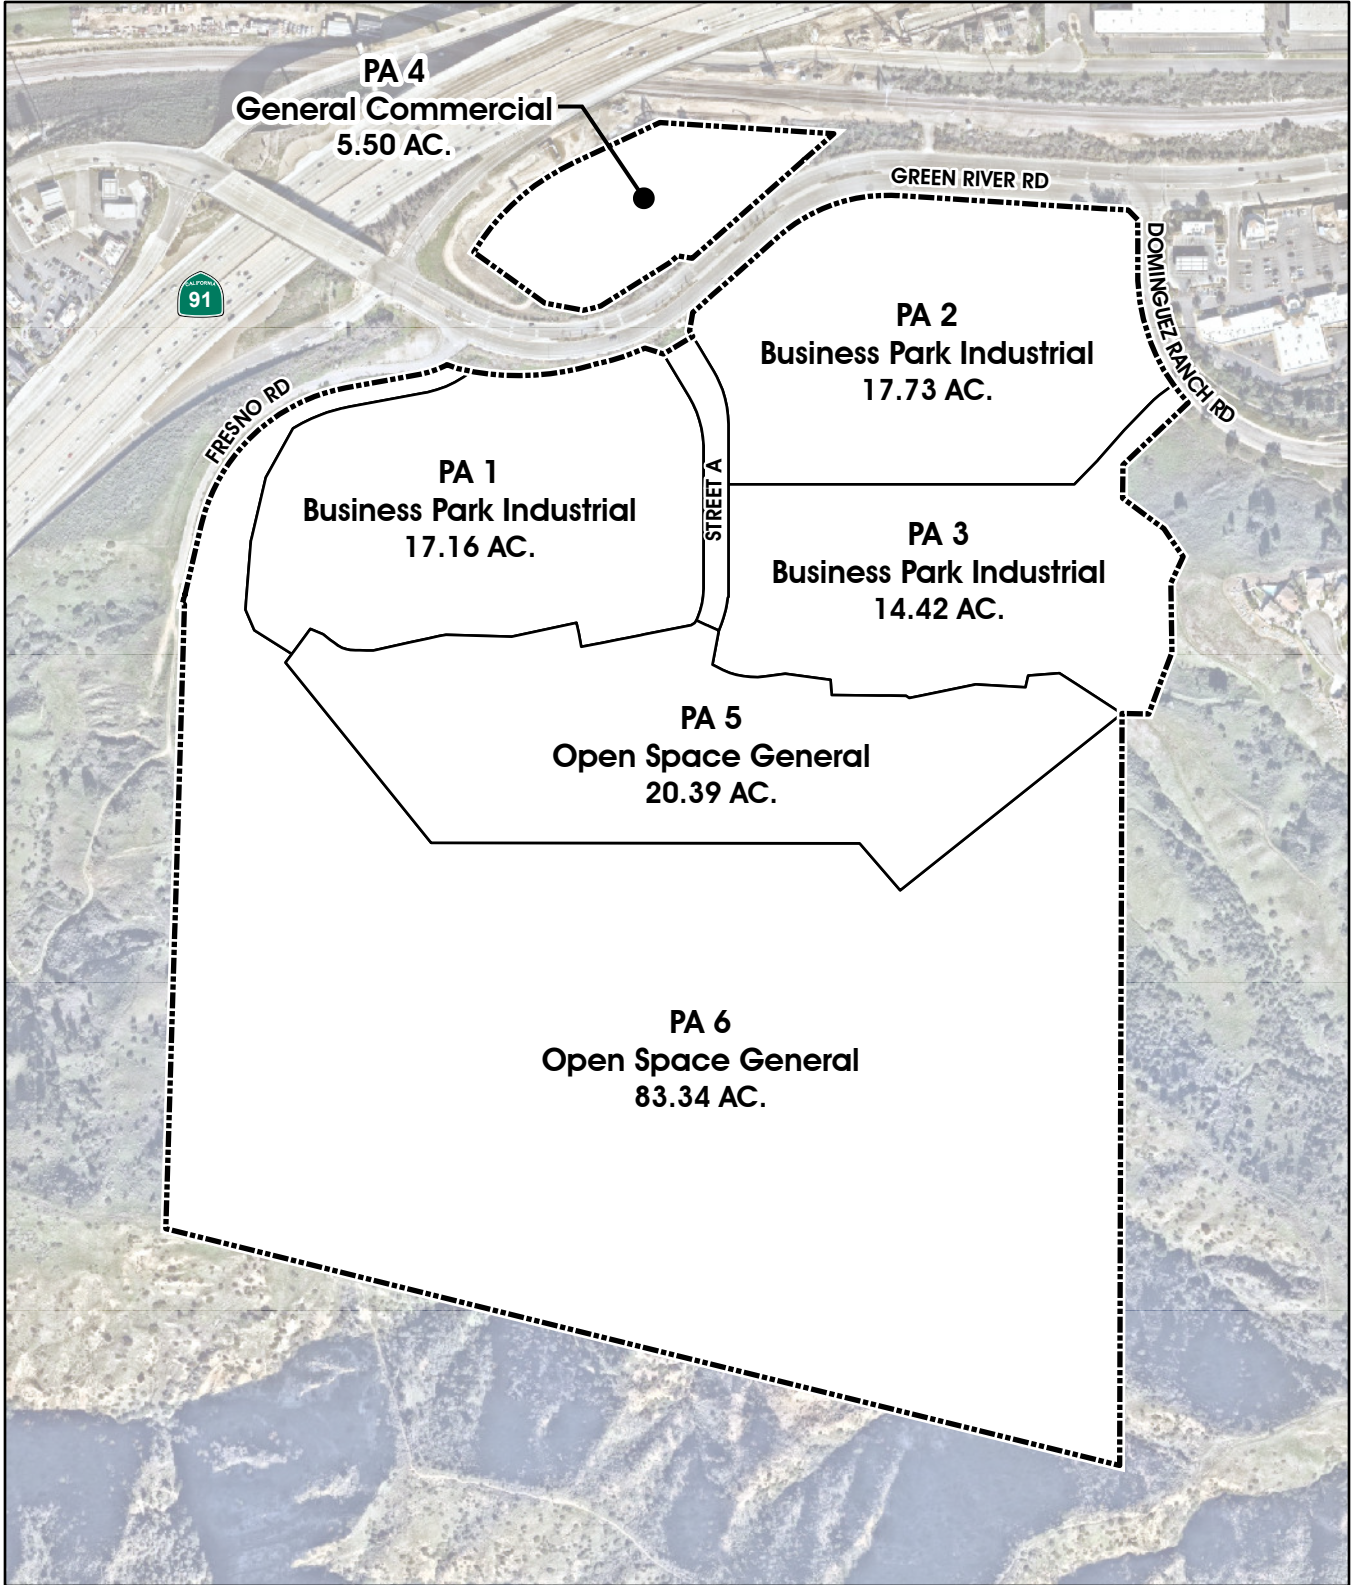 PA 4
General Commercial
5.50 AC.
GREEN RIVER RD
DOMINGUEZ RANCH RD
CALIFORNIA
91
PA 2
Business Park Industrial
17.73 AC.
FRESNO RD
PA 1
Business Park Industrial
17.16 AC.
STREET A
PA 3
Business Park Industrial
14.42 AC.
PA 5
Open Space General
20.39 AC.
PA 6
Open Space General
83.34 AC.